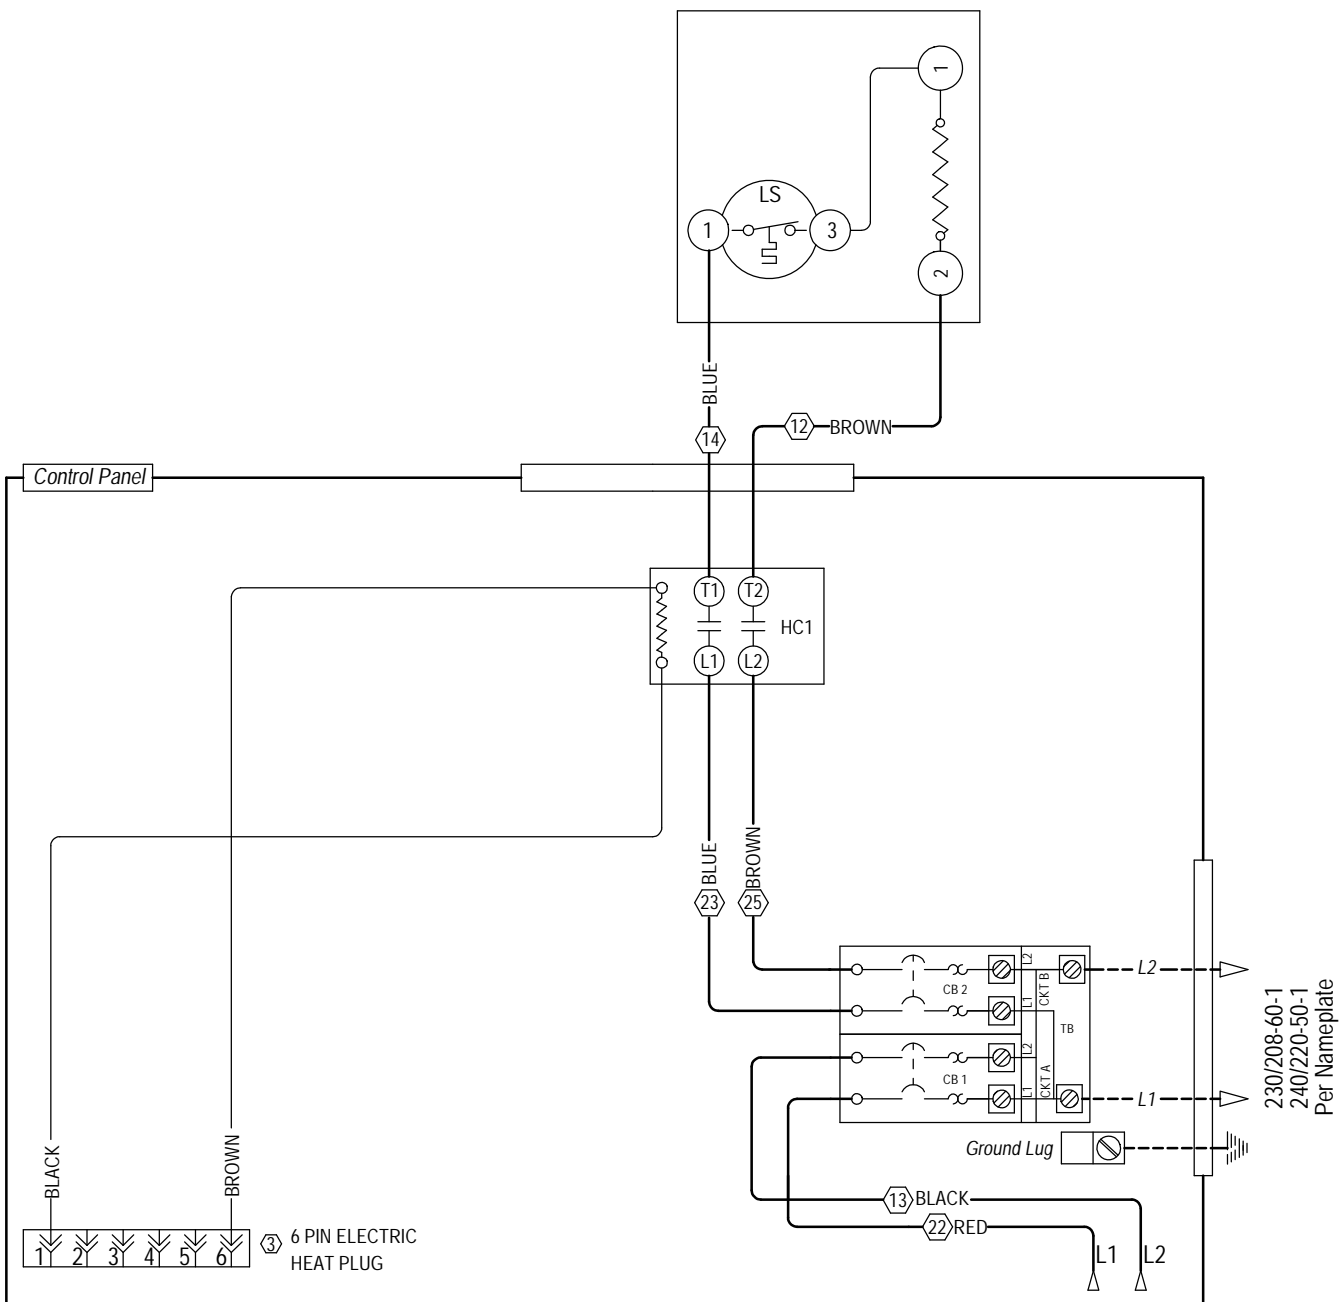 1
LS
1
3
2
BLUE
14
12
BROWN
Control Panel
T1
T2
HC1
L1
L2
BLUE
BROWN
23
25
L2
CKT B
L2
CB 2
L1
TB
L2
CB 1
CKT A
L1
L1
230/208-60-1
240/220-50-1
Per Nameplate
Ground Lug
BLACK
BROWN
13
BLACK
22
RED
L1
L2
1
2
3
4
5
6
3
6 PIN ELECTRIC
HEAT PLUG